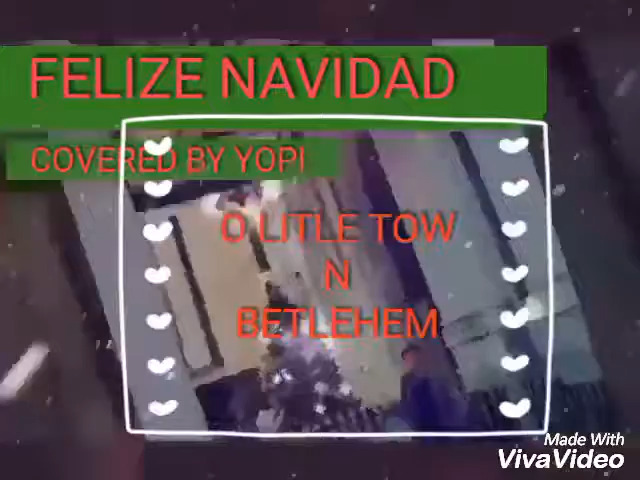 FELIZE NAVIDAD
COVERED BY YOPI
O LITLE TOW
N
BETLEHEM
Made With
VivaVideo